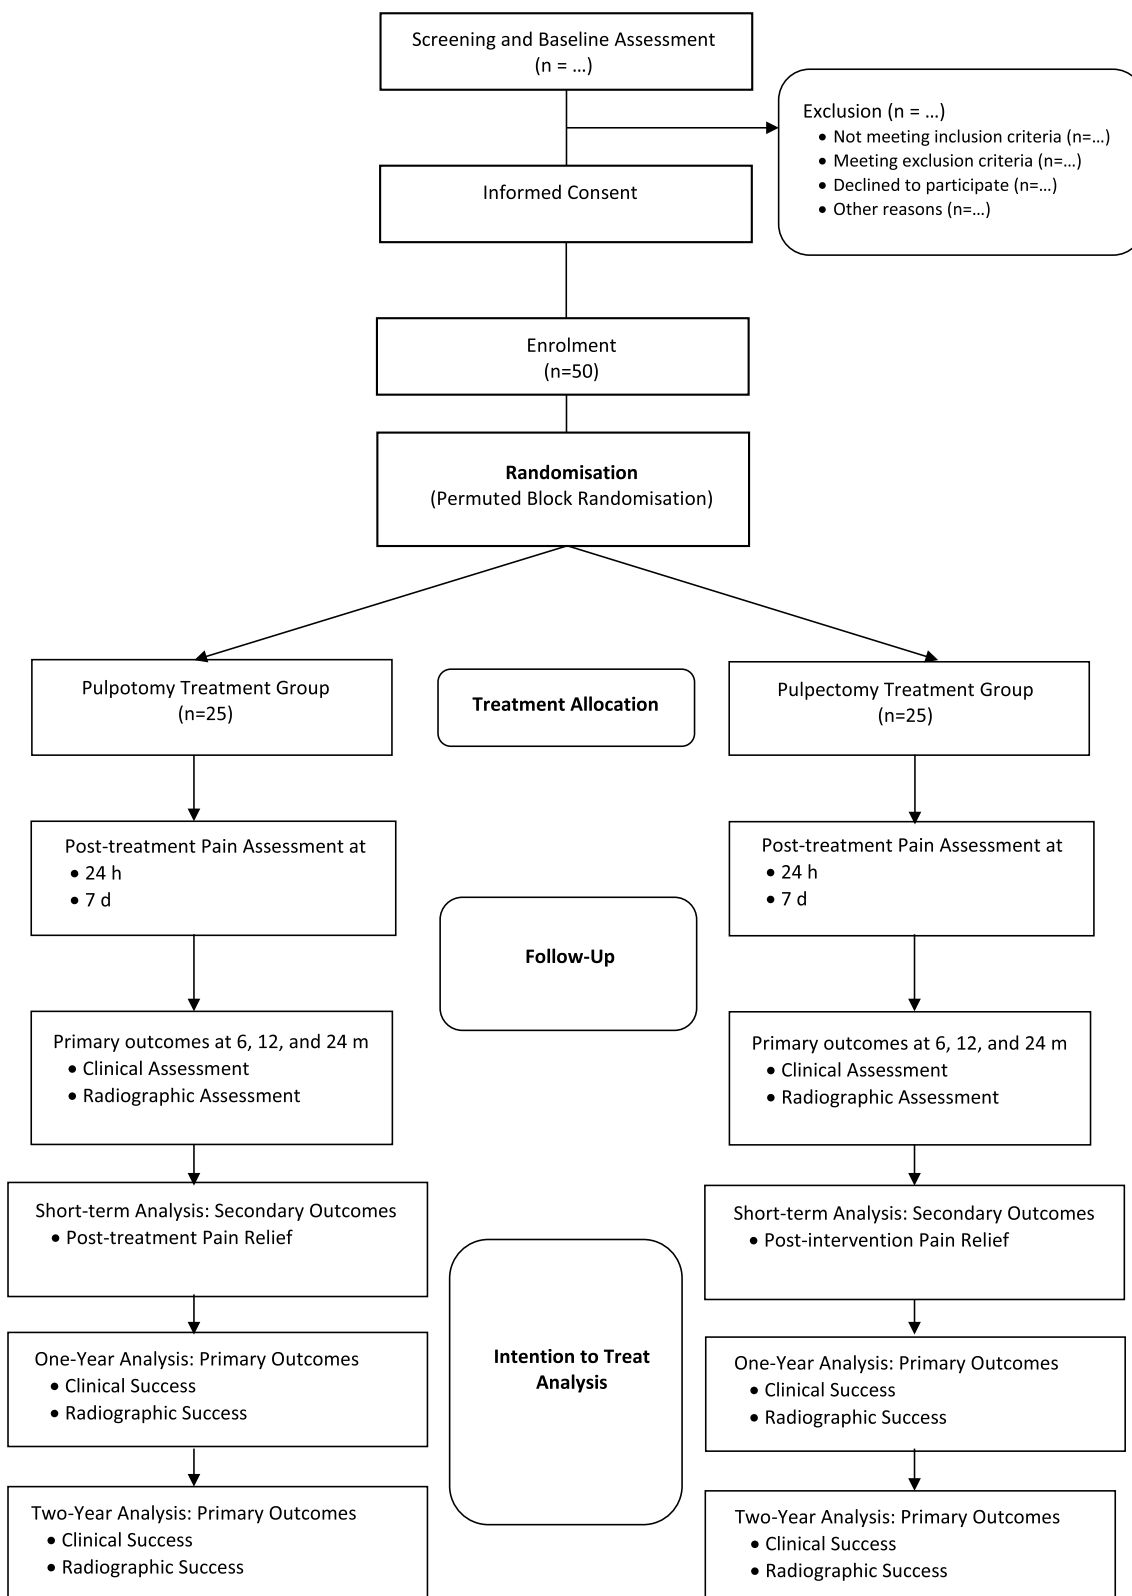 Screening and Baseline Assessment
(n = …)
Exclusion (n = …)
• Not meeting inclusion criteria (n=…)
• Meeting exclusion criteria (n=…)
• Declined to participate (n=…)
• Other reasons (n=…)
Informed Consent
Enrolment
(n=50)
Randomisation
(Permuted Block Randomisation)
Pulpotomy Treatment Group
(n=25)
Treatment Allocation
Pulpectomy Treatment Group
(n=25)
Post-treatment Pain Assessment at
• 24 h
• 7 d
Post-treatment Pain Assessment at
• 24 h
• 7 d
Follow-Up
Primary outcomes at 6, 12, and 24 m
• Clinical Assessment
• Radiographic Assessment
Primary outcomes at 6, 12, and 24 m
• Clinical Assessment
• Radiographic Assessment
Short-term Analysis: Secondary Outcomes
• Post-treatment Pain Relief
Short-term Analysis: Secondary Outcomes
• Post-intervention Pain Relief
One-Year Analysis: Primary Outcomes
• Clinical Success
• Radiographic Success
Intention to Treat
Analysis
One-Year Analysis: Primary Outcomes
• Clinical Success
• Radiographic Success
Two-Year Analysis: Primary Outcomes
• Clinical Success
• Radiographic Success
Two-Year Analysis: Primary Outcomes
• Clinical Success
• Radiographic Success